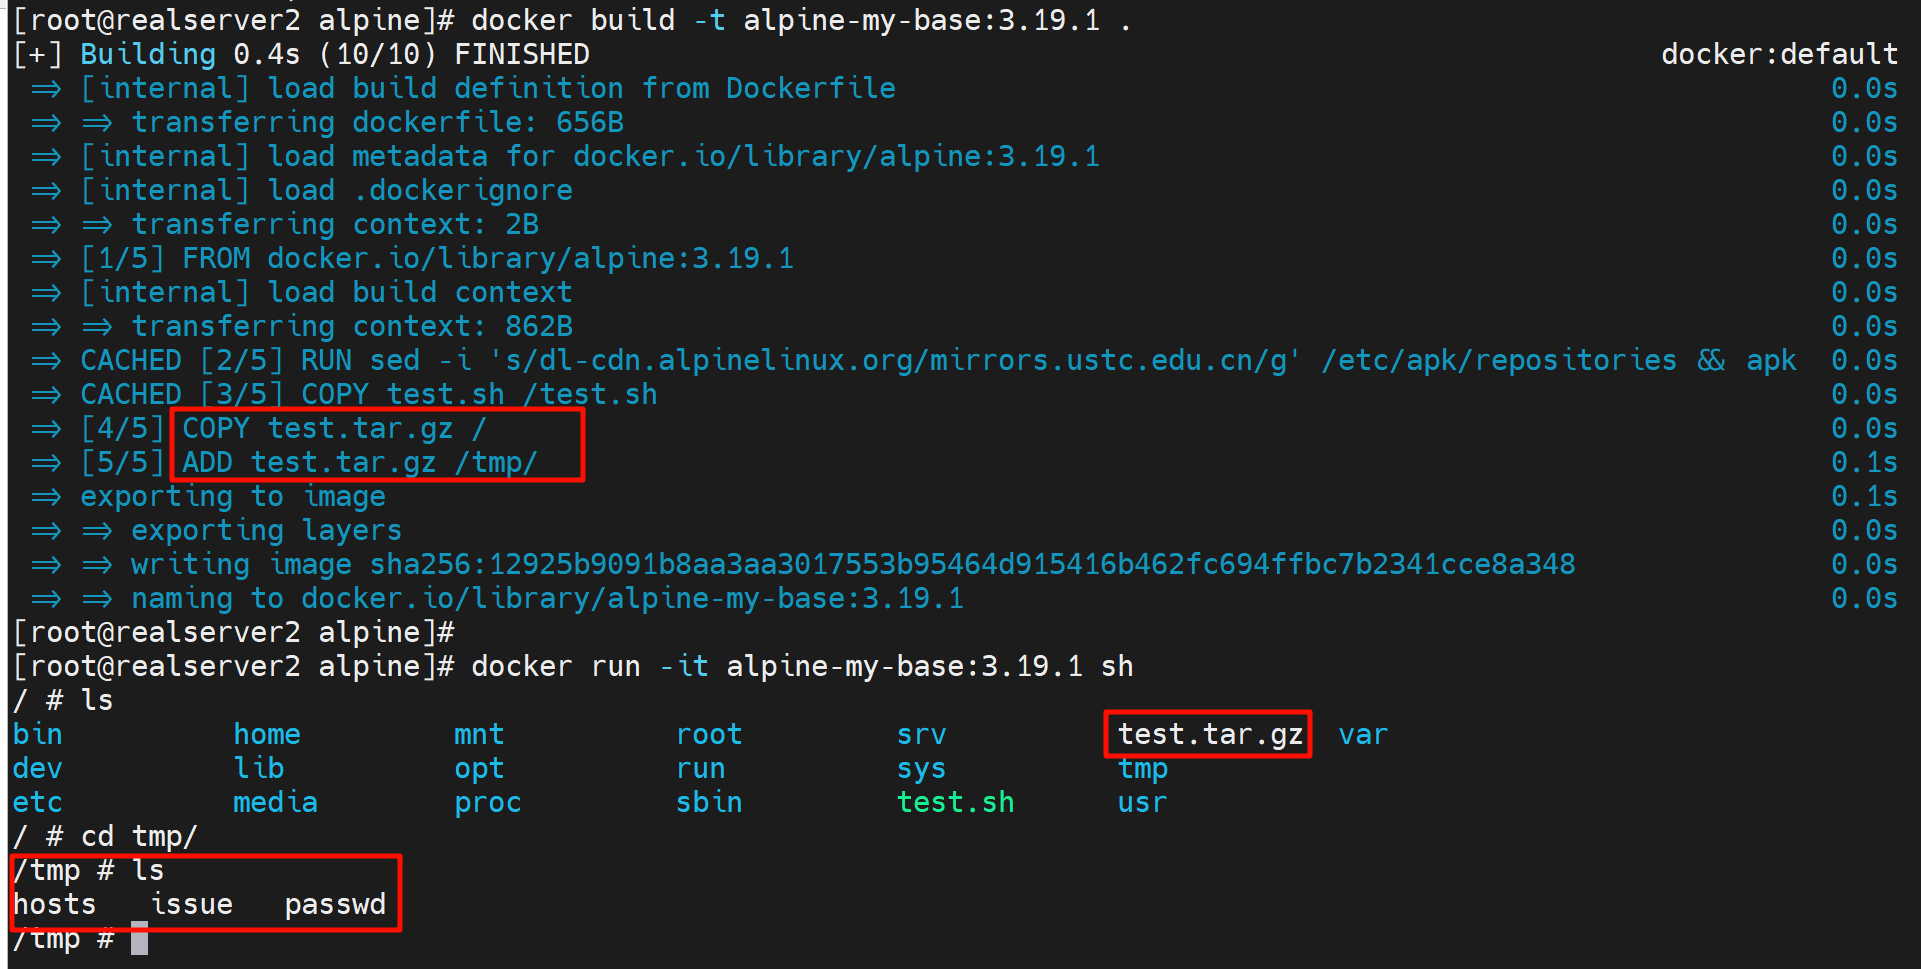 [root@realserver2 alpine]# docker build -t alpine-my-base:3.19.1 .
[+] Building 0.4s (10/10) FINISHED docker:default
=> [internal] load build definition from Dockerfile 0.0s
=> => transferring dockerfile: 656B 0.0s
=> [internal] load metadata for docker.io/library/alpine:3.19.1 0.0s
=> [internal] load .dockerignore 0.0s
=> => transferring context: 2B 0.0s
=> [1/5] FROM docker.io/library/alpine:3.19.1 0.0s
=> [internal] load build context 0.0s
=> => transferring context: 862B 0.0s
=> CACHED [2/5] RUN sed -i 's/dl-cdn.alpinelinux.org/mirrors.ustc.edu.cn/g' /etc/apk/repositories && apk 0.0s
=> CACHED [3/5] COPY test.sh /test.sh 0.0s
=> [4/5] COPY test.tar.gz / 0.0s
=> [5/5] ADD test.tar.gz /tmp/ 0.1s
=> exporting to image 0.1s
=> => exporting layers 0.0s
=> => writing image sha256:12925b9091b8aa3aa3017553b95464d915416b462fc694ffbc7b2341cce8a348 0.0s
=> => naming to docker.io/library/alpine-my-base:3.19.1 0.0s
[root@realserver2 alpine]#
[root@realserver2 alpine]# docker run -it alpine-my-base:3.19.1 sh
/ # ls
bin home mnt root srv test.tar.gz var
dev lib opt run sys tmp
etc media proc sbin test.sh usr
/ # cd tmp/
/tmp # ls
hosts issue passwd
/tmp #